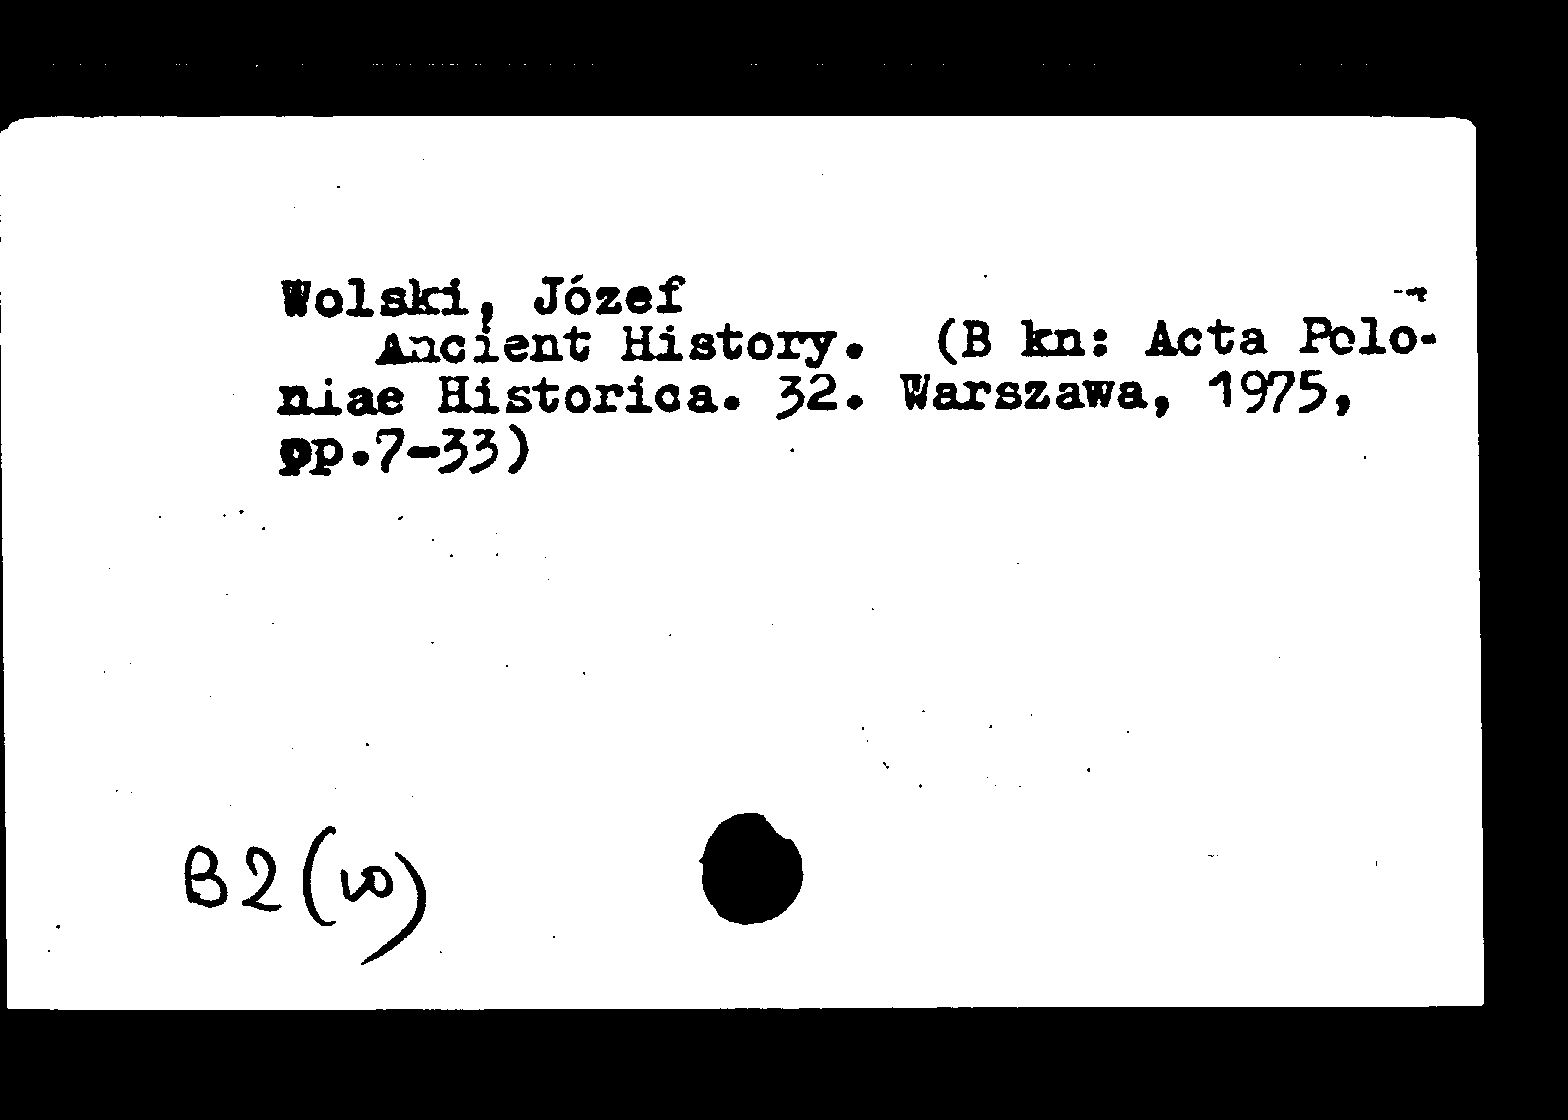 Wolski, Józef
Ancient History. (B kn: Acta Polo-
niae Historica. 32. Warszawa, 1975,
pp.7-33)
B2(ю)